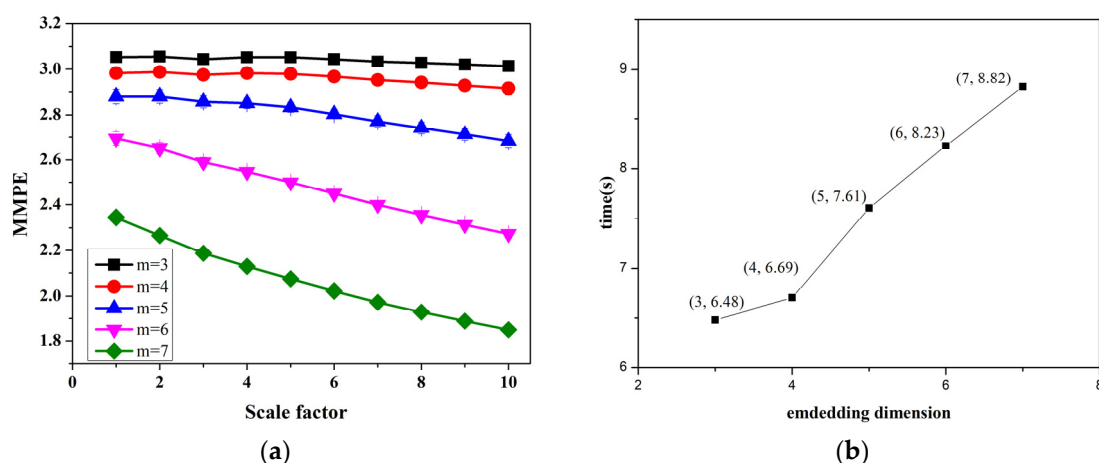 3.2
3.0
2.8
2.6
2.4
2.2
2.0
1.8
MMPE
m=3
m=4
m=5
m=6
m=7
0 2 4 6 8 10
Scale factor
(a)
9
8
7
6
time(s)
(3, 6.48)
(4, 6.69)
(5, 7.61)
(6, 8.23)
(7, 8.82)
2 4 6 8
emdedding dimension
(b)